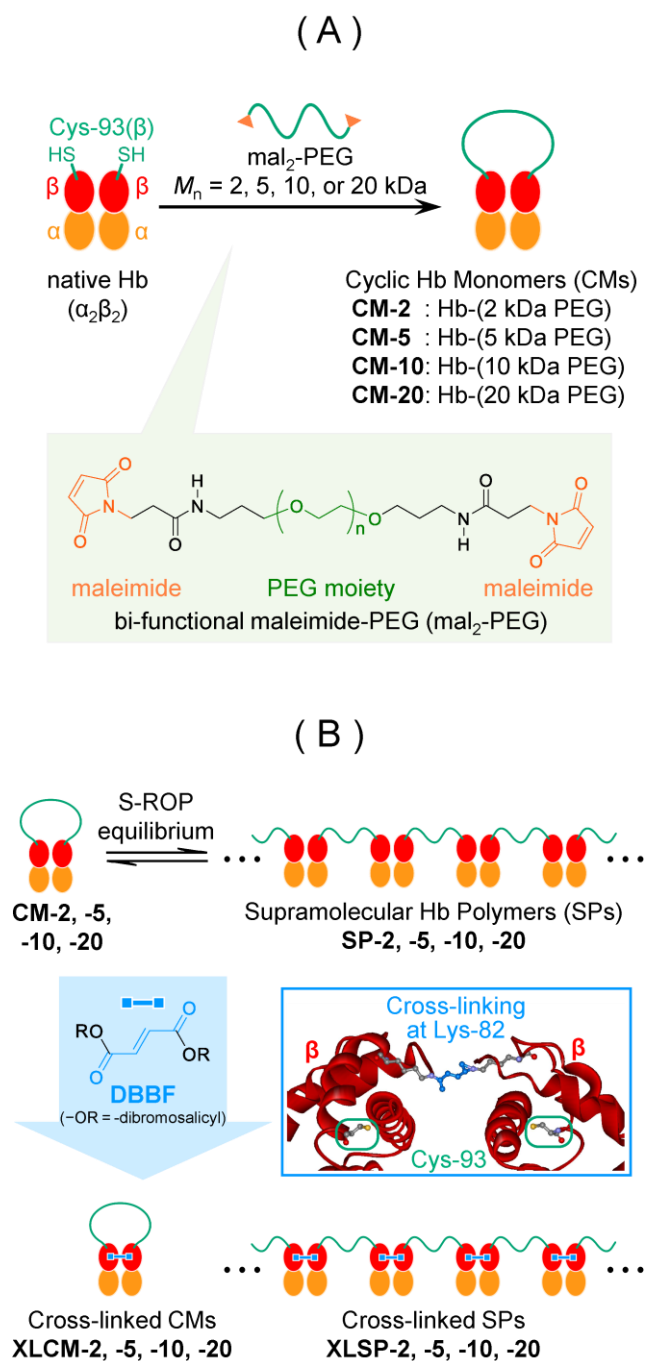 ( A )
Cys-93(β)
HS SH
β β
α α
native Hb
(α₂β₂)
mal₂-PEG
Mₙ = 2, 5, 10, or 20 kDa
Cyclic Hb Monomers (CMs)
CM-2 : Hb-(2 kDa PEG)
CM-5 : Hb-(5 kDa PEG)
CM-10: Hb-(10 kDa PEG)
CM-20: Hb-(20 kDa PEG)
O O
N H O
O O N O
O n H O
maleimide PEG moiety maleimide
bi-functional maleimide-PEG (mal₂-PEG)
( B )
S-ROP
equilibrium
CM-2, -5,
-10, -20
Supramolecular Hb Polymers (SPs)
SP-2, -5, -10, -20
O
RO
OR
O
DBBF
(−OR = -dibromosalicyl)
Cross-linking
at Lys-82
β β
Cys-93
Cross-linked CMs
XLCM-2, -5, -10, -20
Cross-linked SPs
XLSP-2, -5, -10, -20